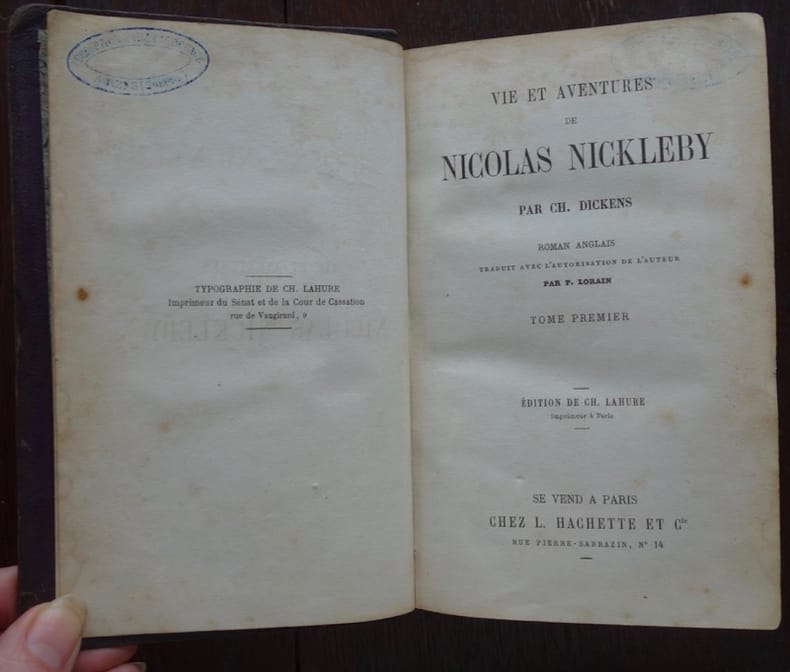 TYPOGRAPHIE DE CH. LAHURE
Imprimeur du Sénat et de la Cour de Cassation
rue de Vaugirard, 9
VIE ET AVENTURES
DE
NICOLAS NICKLEBY
PAR CH. DICKENS
ROMAN ANGLAIS
TRADUIT AVEC L'AUTORISATION DE L'AUTEUR
PAR P. LORAIN
TOME PREMIER
ÉDITION DE CH. LAHURE
Imprimeur à Paris
SE VEND A PARIS
CHEZ L. HACHETTE ET Cie
RUE PIERRE-SARRAZIN, N° 14